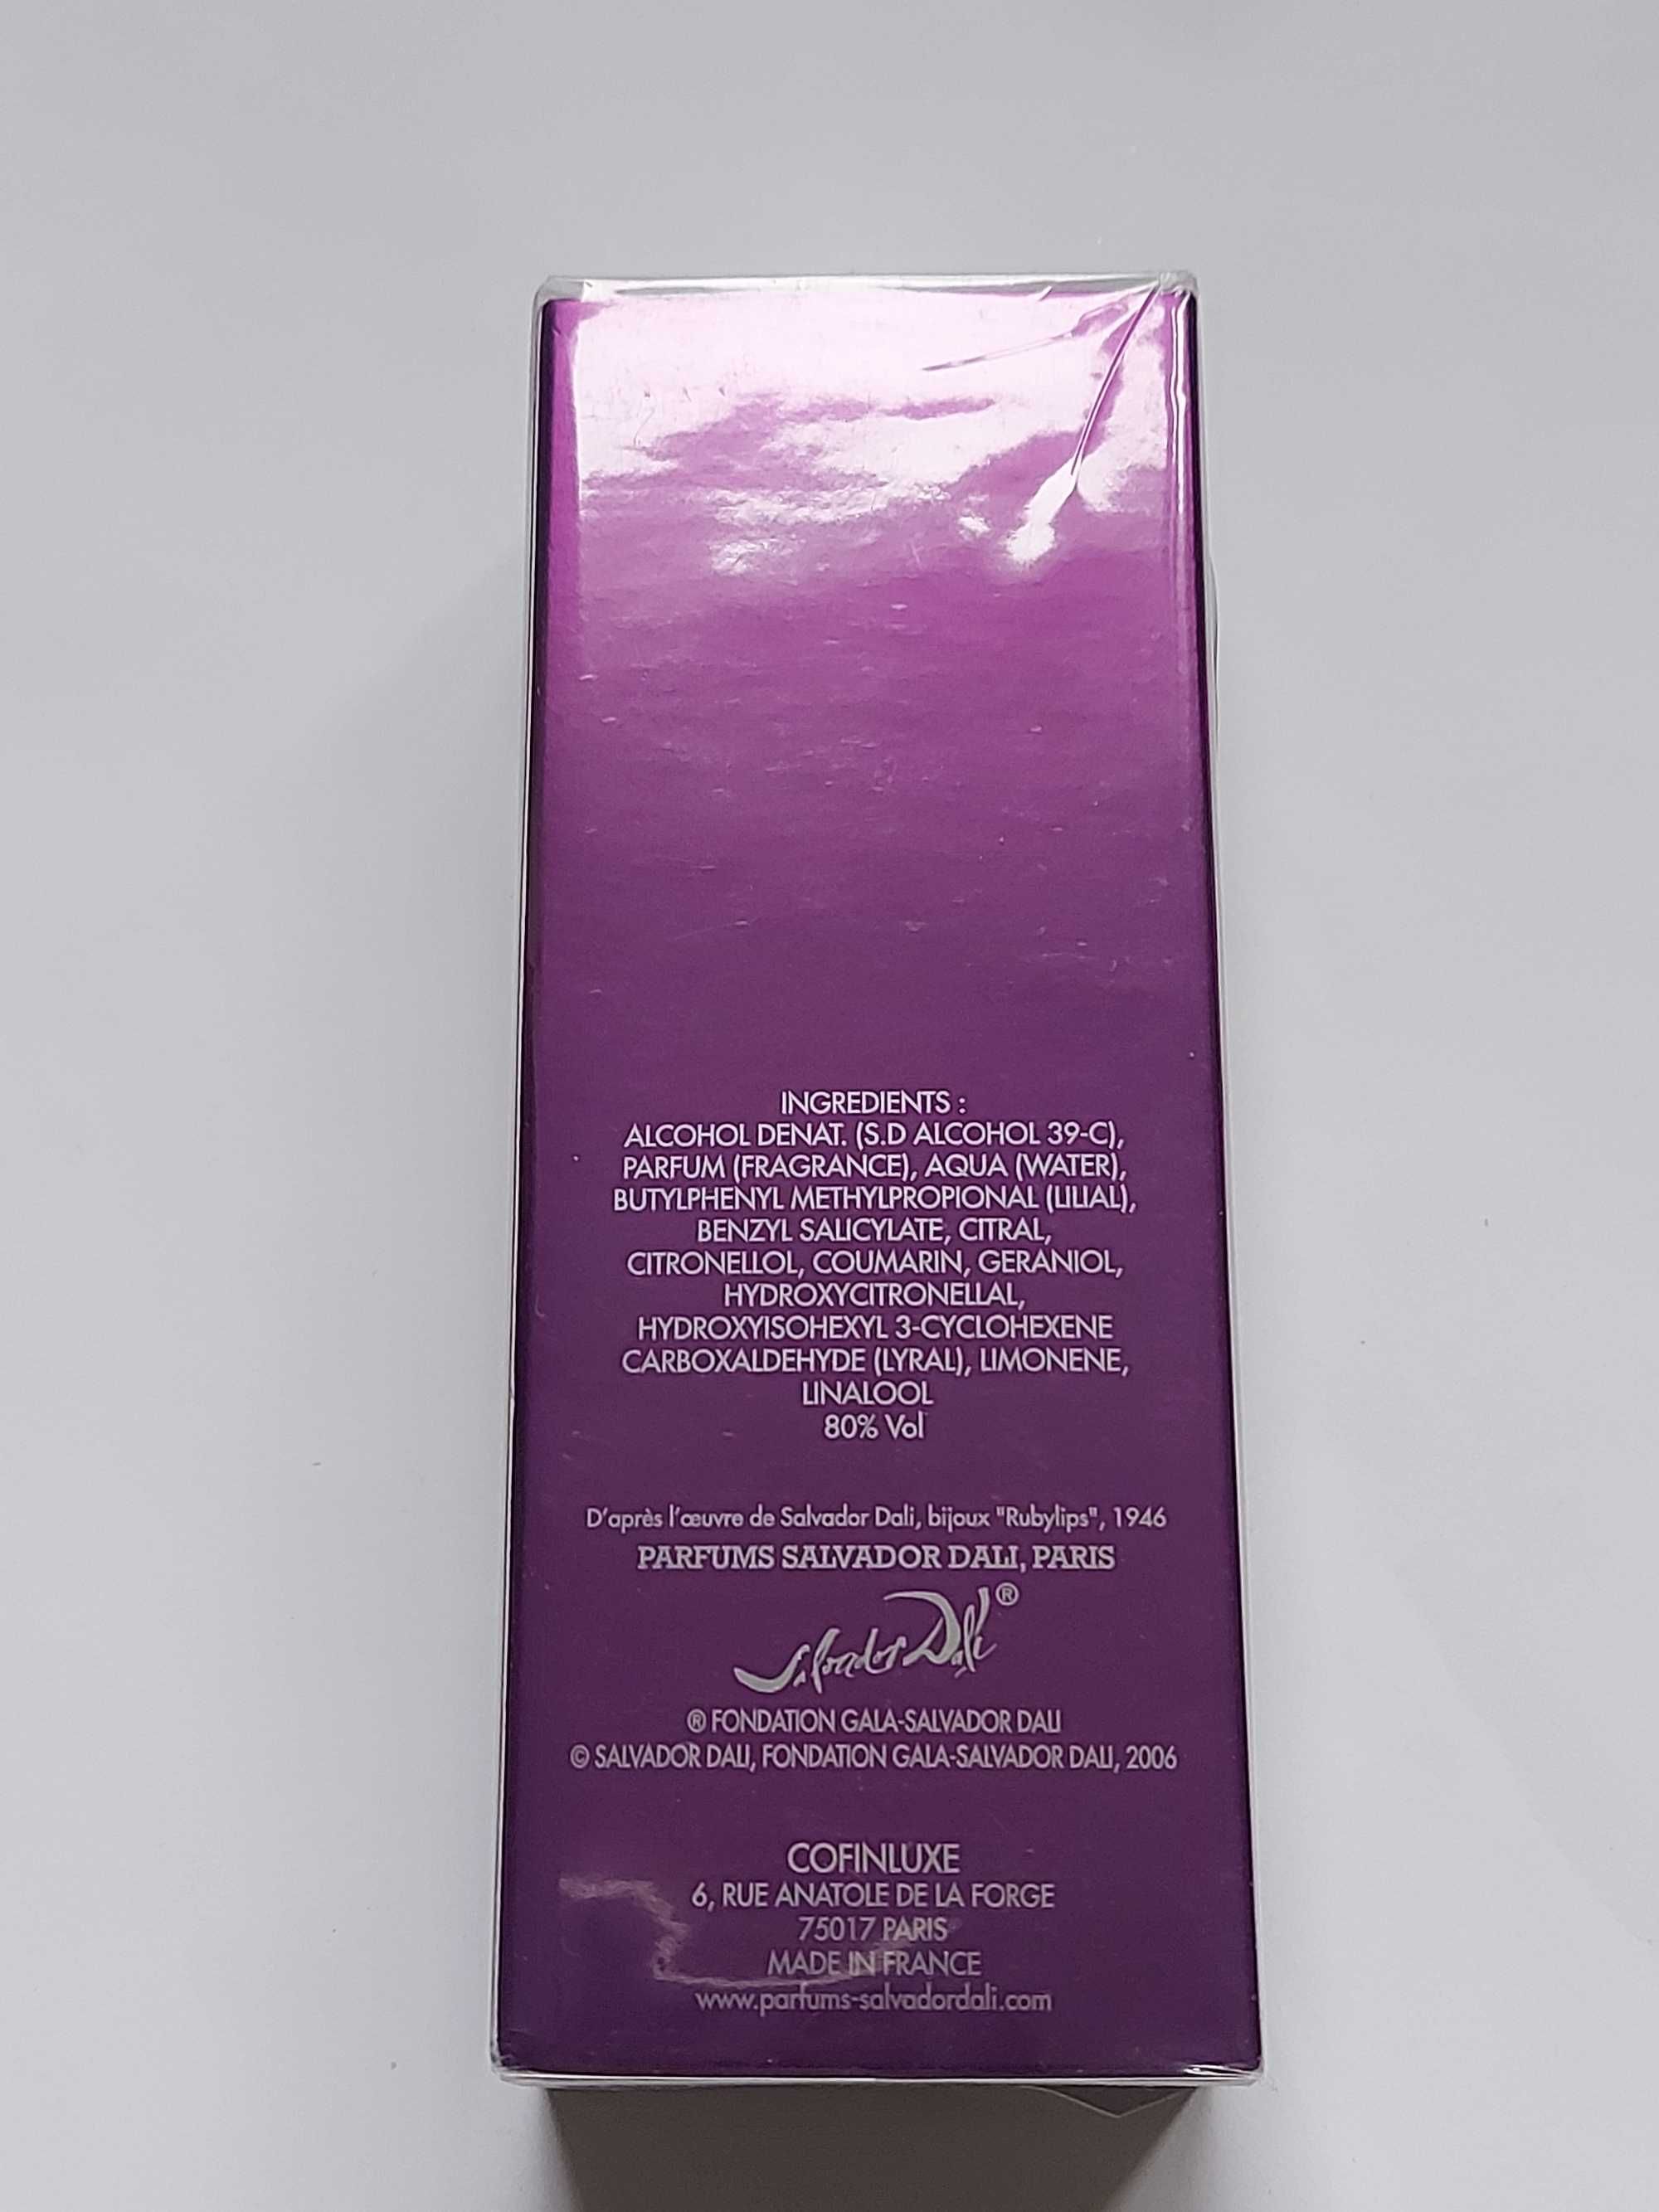 INGREDIENTS :
ALCOHOL DENAT. (S.D ALCOHOL 39-C),
PARFUM (FRAGRANCE), AQUA (WATER),
BUTYLPHENYL METHYLPROPIONAL (LILIAL),
BENZYL SALICYLATE, CITRAL,
CITRONELLOL, COUMARIN, GERANIOL,
HYDROXYCITRONELLAL,
HYDROXYISOHEXYL 3-CYCLOHEXENE
CARBOXALDEHYDE (LYRAL), LIMONENE,
LINALOOL
80% Vol
D'après l'œuvre de Salvador Dali, bijoux "Rubylips", 1946
PARFUMS SALVADOR DALI, PARIS
Salvador Dali ®
® FONDATION GALA-SALVADOR DALI
© SALVADOR DALI, FONDATION GALA-SALVADOR DALI, 2006
COFINLUXE
6, RUE ANATOLE DE LA FORGE
75017 PARIS
MADE IN FRANCE
www.parfums-salvadordali.com